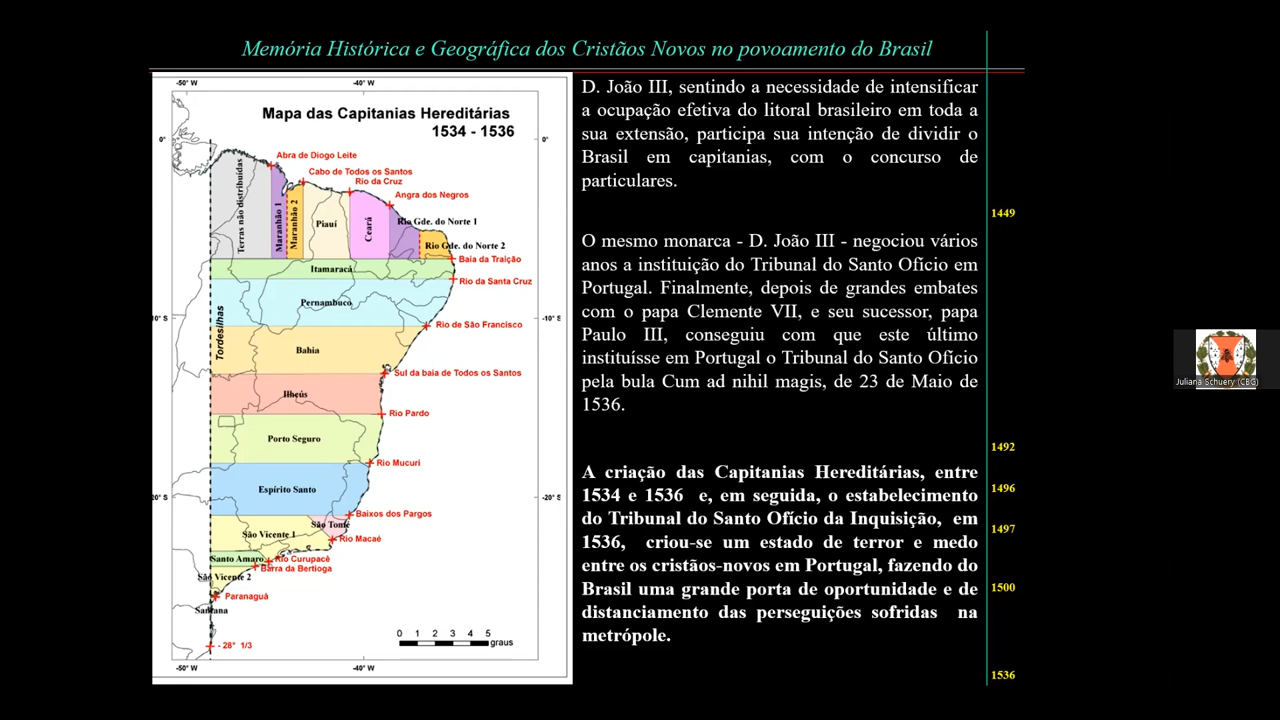 Memória Histórica e Geográfica dos Cristãos Novos no povoamento do Brasil
-50° W
-40° W
Mapa das Capitanias Hereditárias
1534 - 1536
0°
0°
Abra de Diogo Leite
Cabo de Todos os Santos
Rio da Cruz
Angra dos Negros
Terras não distribuídas
Maranhão 1
Maranhão 2
Piauí
Ceará
Rio Gde. do Norte 1
Rio Gde. do Norte 2
Baia da Traição
Itamaracá
Rio da Santa Cruz
Pernambuco
Tordesilhas
10° S
-10° S
Rio de São Francisco
Bahia
Sul da baia de Todos os Santos
Ilhéus
Rio Pardo
Porto Seguro
Rio Mucuri
Espírito Santo
20° S
-20° S
Baixos dos Pargos
São Tomé
São Vicente 1
Rio Macaé
Santo Amaro
Rio Curupacê
Barra da Bertioga
São Vicente 2
Paranaguá
Santana
- 28° 1/3
0 1 2 3 4 5
graus
-50° W
-40° W
D. João III, sentindo a necessidade de intensificar
a ocupação efetiva do litoral brasileiro em toda a
sua extensão, participa sua intenção de dividir o
Brasil em capitanias, com o concurso de
particulares.
O mesmo monarca - D. João III - negociou vários
anos a instituição do Tribunal do Santo Ofício em
Portugal. Finalmente, depois de grandes embates
com o papa Clemente VII, e seu sucessor, papa
Paulo III, conseguiu com que este último
instituísse em Portugal o Tribunal do Santo Ofício
pela bula Cum ad nihil magis, de 23 de Maio de
1536.
A criação das Capitanias Hereditárias, entre
1534 e 1536 e, em seguida, o estabelecimento
do Tribunal do Santo Ofício da Inquisição, em
1536, criou-se um estado de terror e medo
entre os cristãos-novos em Portugal, fazendo do
Brasil uma grande porta de oportunidade e de
distanciamento das perseguições sofridas na
metrópole.
1449
1492
1496
1497
1500
1536
Juliana Schuery (CBG)